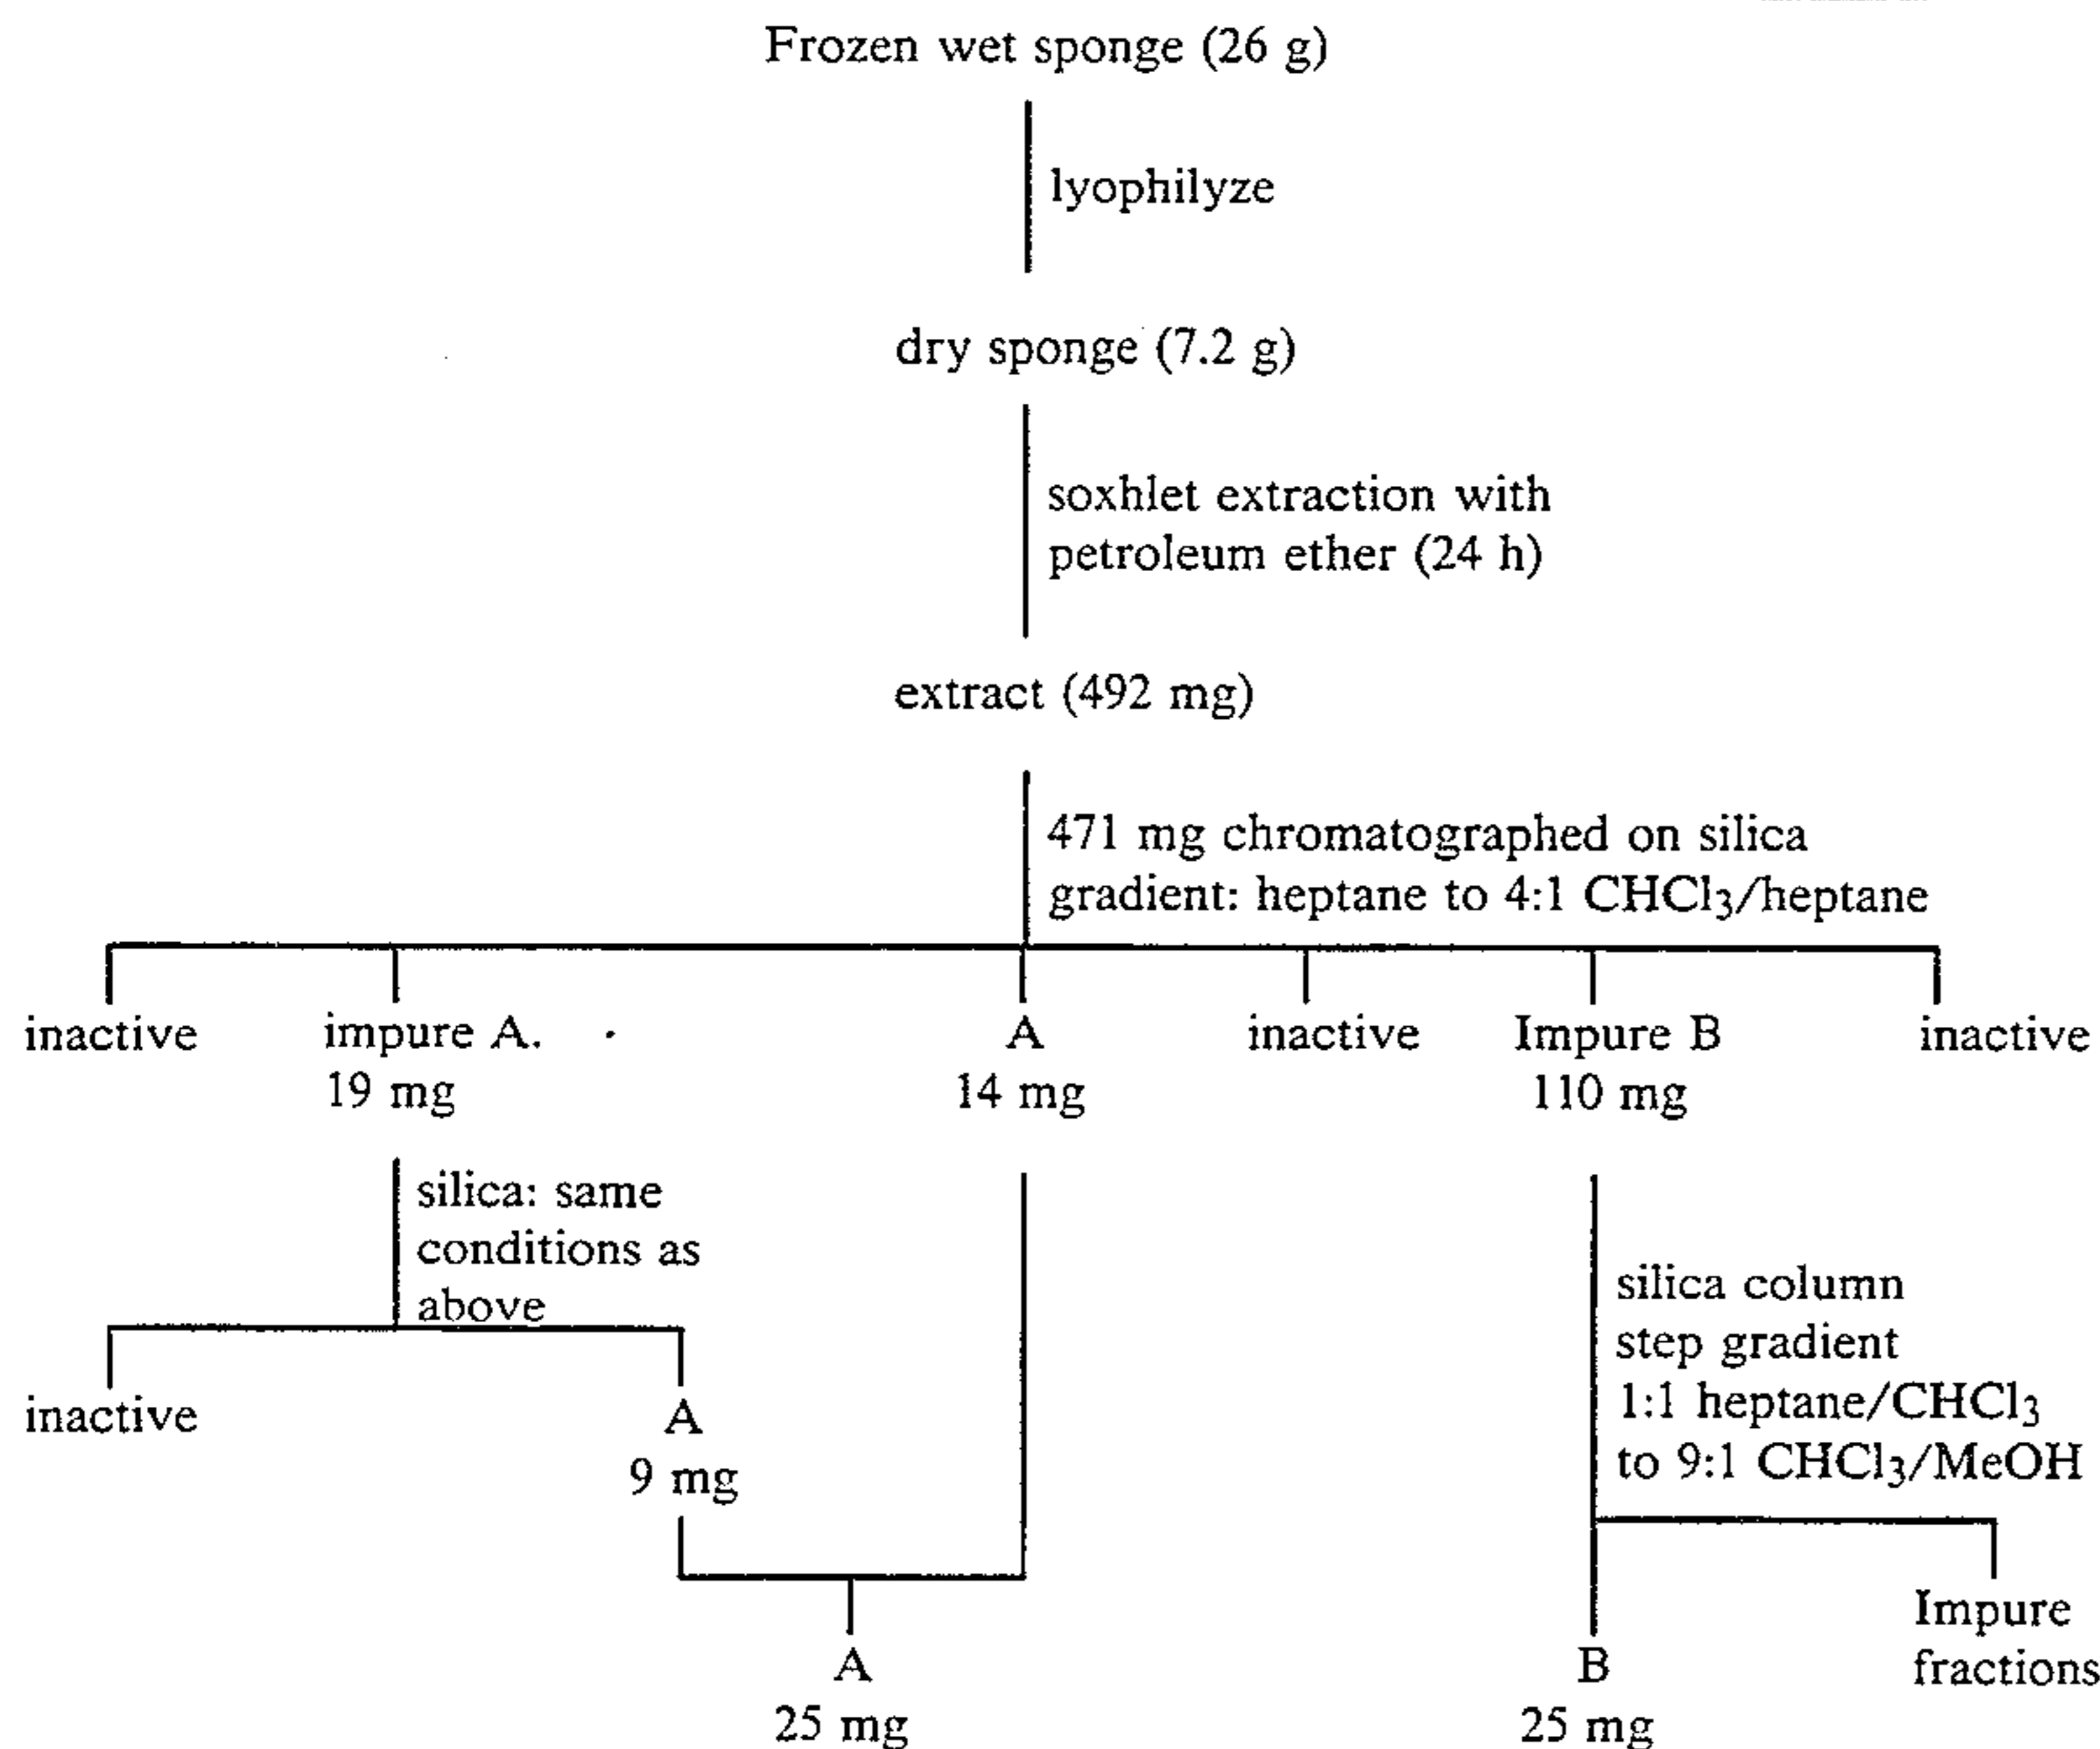 Frozen wet sponge (26 g)
lyophilyze
dry sponge (7.2 g)
soxhlet extraction with
petroleum ether (24 h)
extract (492 mg)
471 mg chromatographed on silica
gradient: heptane to 4:1 CHCl₃/heptane
inactive
impure A.
19 mg
A
14 mg
inactive
Impure B
110 mg
inactive
silica: same
conditions as
above
inactive
A
9 mg
silica column
step gradient
1:1 heptane/CHCl₃
to 9:1 CHCl₃/MeOH
A
25 mg
B
25 mg
Impure
fractions